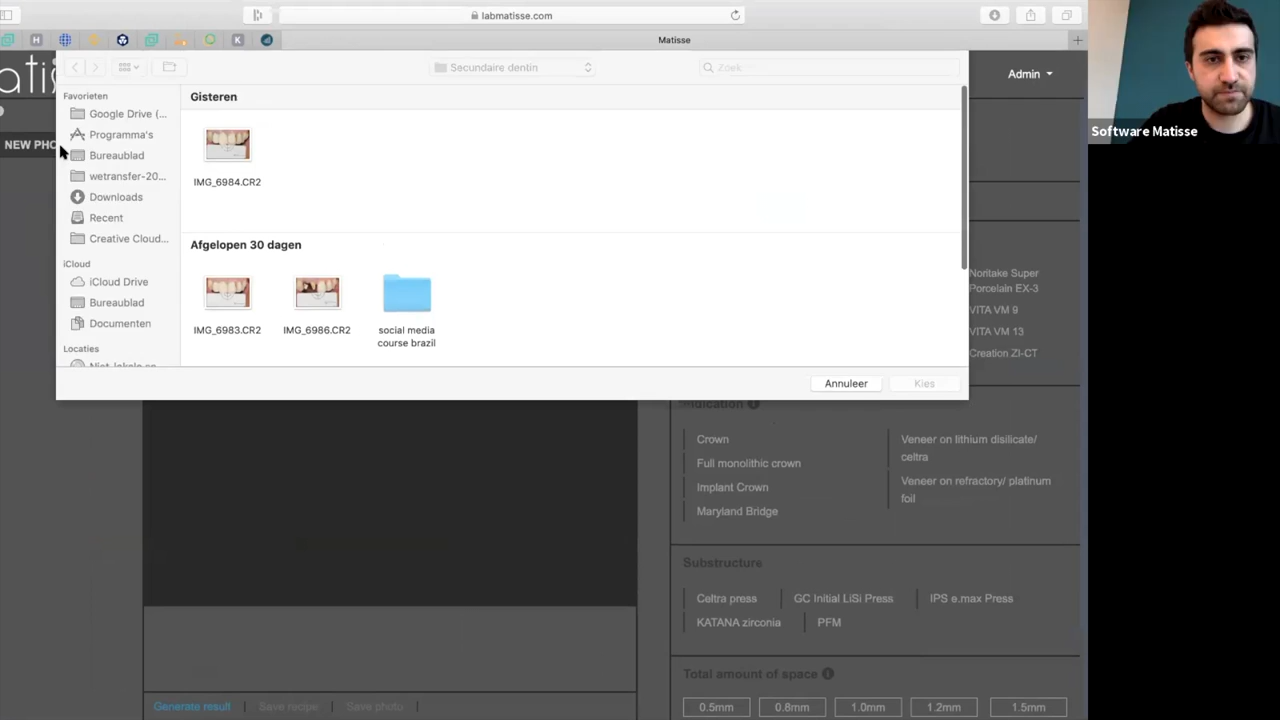 labmatisse.com
H
K
Matisse
Secundaire dentin
Zoek
Admin
Favorieten
Google Drive (...
Programma's
Bureaublad
wetransfer-20...
Downloads
Recent
Creative Cloud...
iCloud
iCloud Drive
Bureaublad
Documenten
Locaties
Gisteren
IMG_6984.CR2
Afgelopen 30 dagen
IMG_6983.CR2
IMG_6986.CR2
social media
course brazil
Annuleer
Kies
NEW PHO
Software Matisse
Noritake Super
Porcelain EX-3
VITA VM 9
VITA VM 13
Creation ZI-CT
Indication
Crown
Full monolithic crown
Implant Crown
Maryland Bridge
Veneer on lithium disilicate/
celtra
Veneer on refractory/ platinum
foil
Substructure
Celtra press
GC Initial LiSi Press
IPS e.max Press
KATANA zirconia
PFM
Total amount of space
0.5mm
0.8mm
1.0mm
1.2mm
1.5mm
Generate result
Save recipe
Save photo